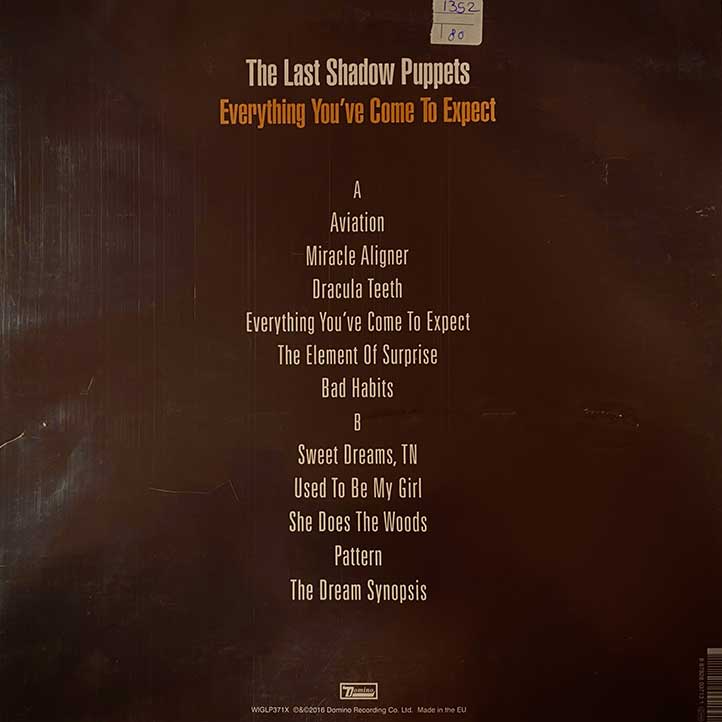 1352
80
The Last Shadow Puppets
Everything You've Come To Expect
A
Aviation
Miracle Aligner
Dracula Teeth
Everything You've Come To Expect
The Element Of Surprise
Bad Habits
B
Sweet Dreams, TN
Used To Be My Girl
She Does The Woods
Pattern
The Dream Synopsis
Domino
WIGLP371X ℗&©2016 Domino Recording Co. Ltd. Made in the EU